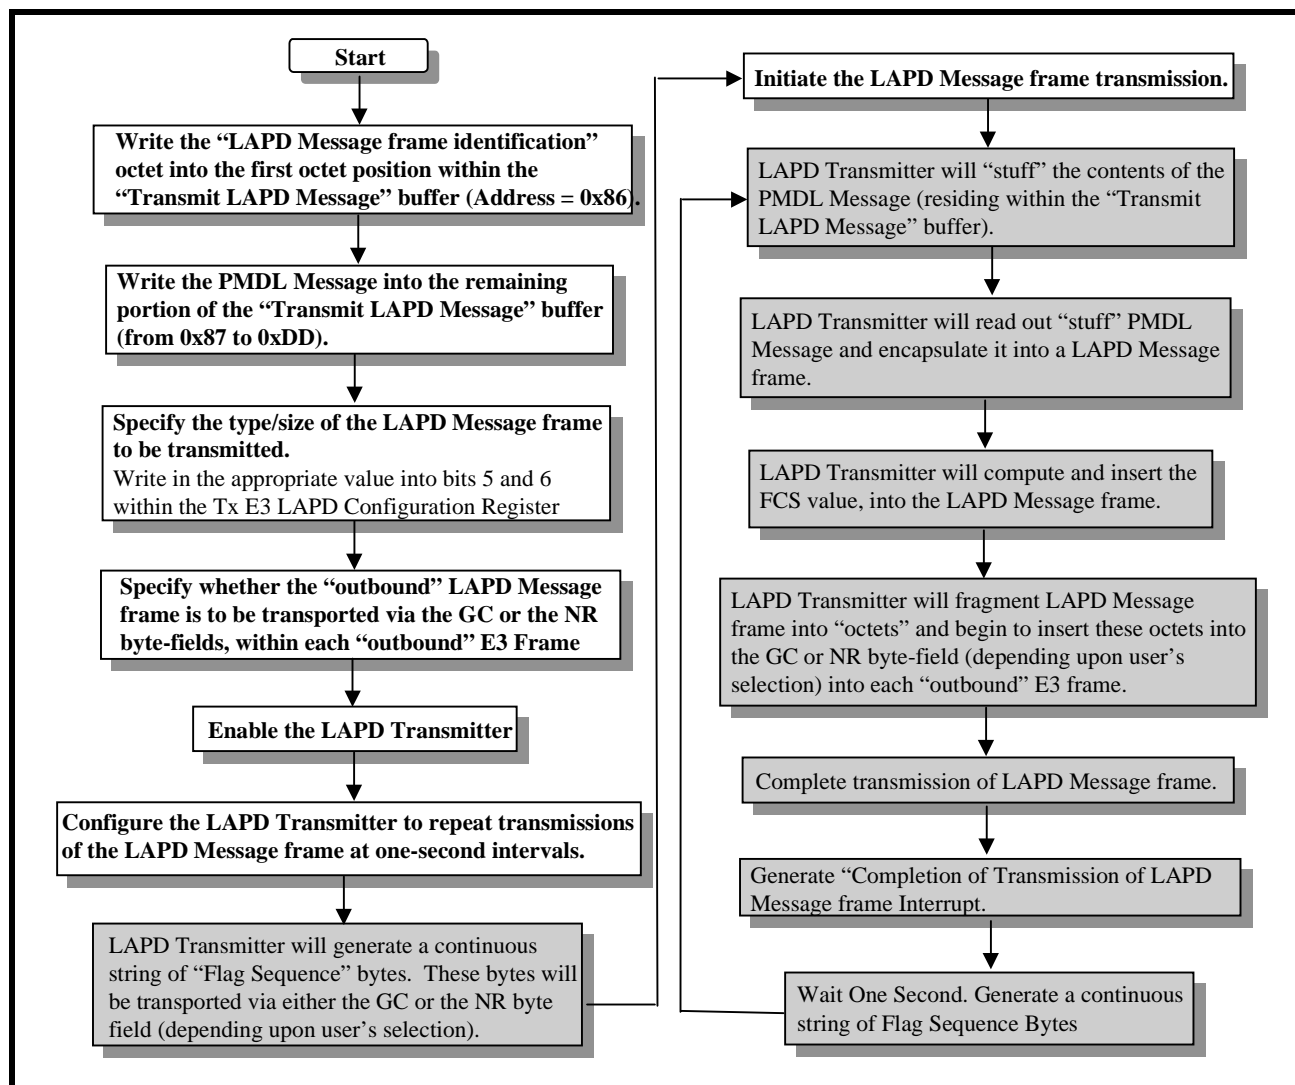 Start
Write the “LAPD Message frame identification”
octet into the first octet position within the
“Transmit LAPD Message” buffer (Address = 0x86).
Write the PMDL Message into the remaining
portion of the “Transmit LAPD Message” buffer
(from 0x87 to 0xDD).
Specify the type/size of the LAPD Message frame
to be transmitted.
Write in the appropriate value into bits 5 and 6
within the Tx E3 LAPD Configuration Register
Specify whether the “outbound” LAPD Message
frame is to be transported via the GC or the NR
byte-fields, within each “outbound” E3 Frame
Enable the LAPD Transmitter
Configure the LAPD Transmitter to repeat transmissions
of the LAPD Message frame at one-second intervals.
LAPD Transmitter will generate a continuous
string of “Flag Sequence” bytes.  These bytes will
be transported via either the GC or the NR byte
field (depending upon user’s selection).
Initiate the LAPD Message frame transmission.
LAPD Transmitter will “stuff” the contents of the
PMDL Message (residing within the “Transmit
LAPD Message” buffer).
LAPD Transmitter will read out “stuff” PMDL
Message and encapsulate it into a LAPD Message
frame.
LAPD Transmitter will compute and insert the
FCS value, into the LAPD Message frame.
LAPD Transmitter will fragment LAPD Message
frame into “octets” and begin to insert these octets into
the GC or NR byte-field (depending upon user’s
selection) into each “outbound” E3 frame.
Complete transmission of LAPD Message frame.
Generate “Completion of Transmission of LAPD
Message frame Interrupt.
Wait One Second. Generate a continuous
string of Flag Sequence Bytes